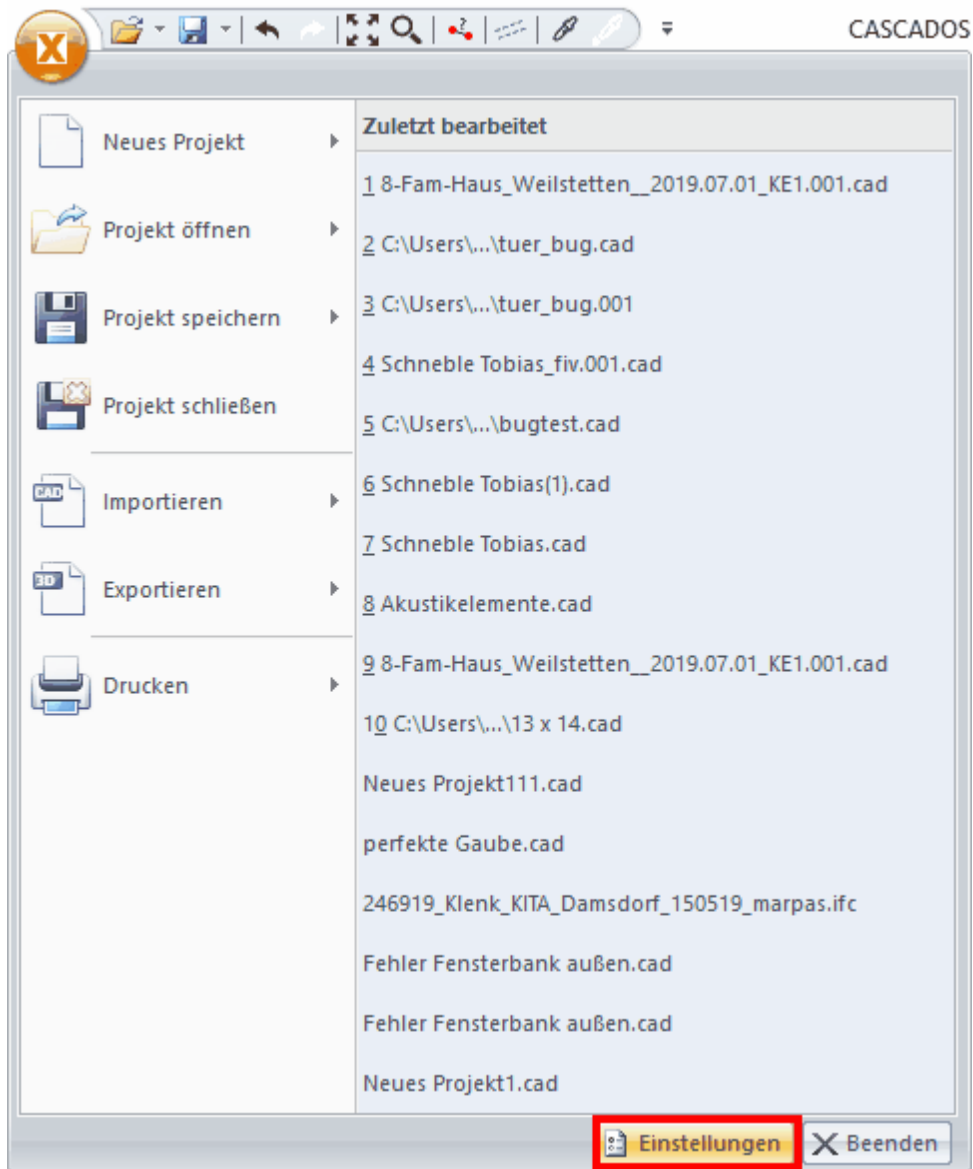 CASCADOS
X
Neues Projekt
Projekt öffnen
Projekt speichern
Projekt schließen
CAD
Importieren
3D
Exportieren
Drucken
Zuletzt bearbeitet
1 8-Fam-Haus_Weilstetten__2019.07.01_KE1.001.cad
2 C:\Users\...\tuer_bug.cad
3 C:\Users\...\tuer_bug.001
4 Schneble Tobias_fiv.001.cad
5 C:\Users\...\bugtest.cad
6 Schneble Tobias(1).cad
7 Schneble Tobias.cad
8 Akustikelemente.cad
9 8-Fam-Haus_Weilstetten__2019.07.01_KE1.001.cad
10 C:\Users\...\13 x 14.cad
Neues Projekt111.cad
perfekte Gaube.cad
246919_Klenk_KITA_Damsdorf_150519_marpas.ifc
Fehler Fensterbank außen.cad
Fehler Fensterbank außen.cad
Neues Projekt1.cad
Einstellungen
Beenden